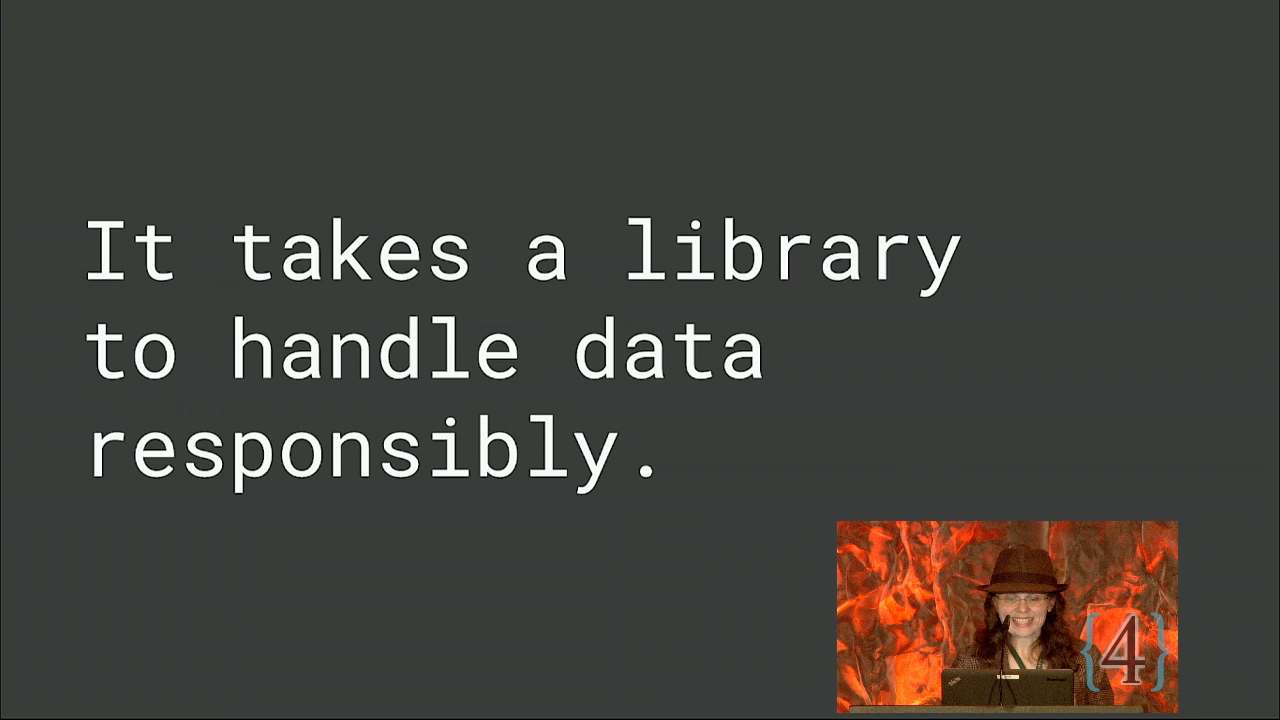 It takes a library
to handle data
responsibly.
{4}